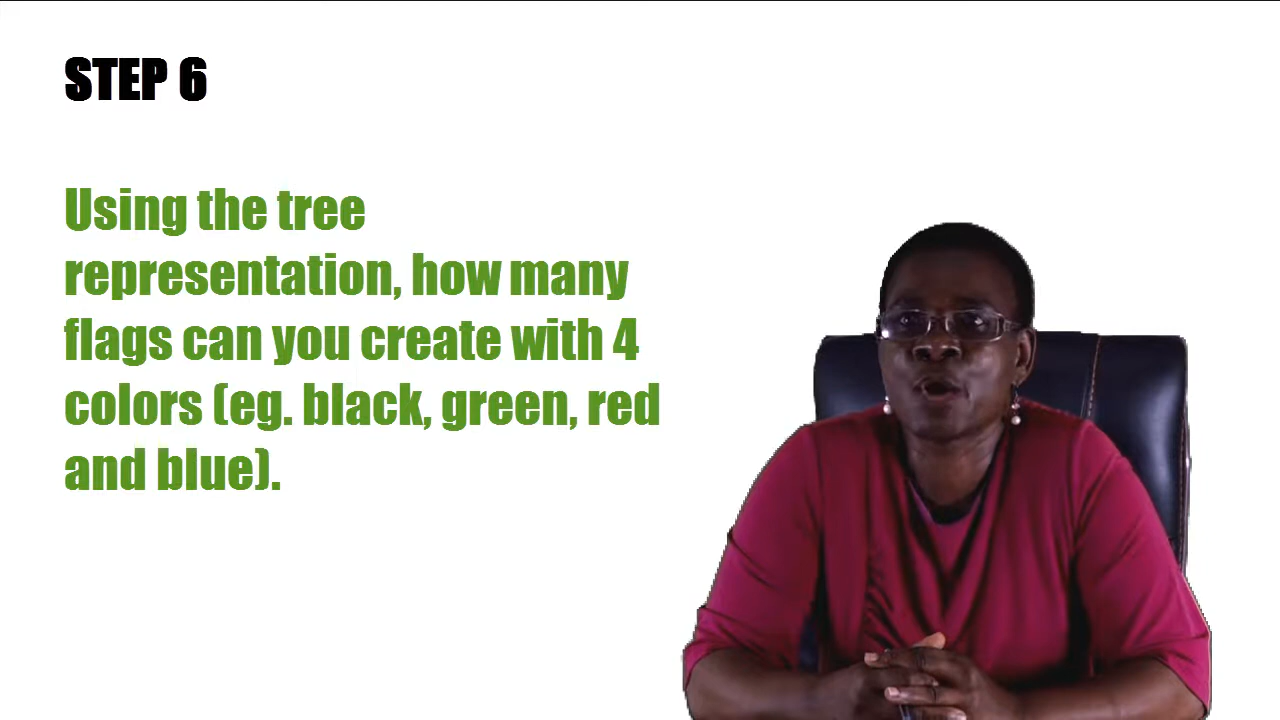 STEP 6
Using the tree
representation, how many
flags can you create with 4
colors (eg. black, green, red
and blue).